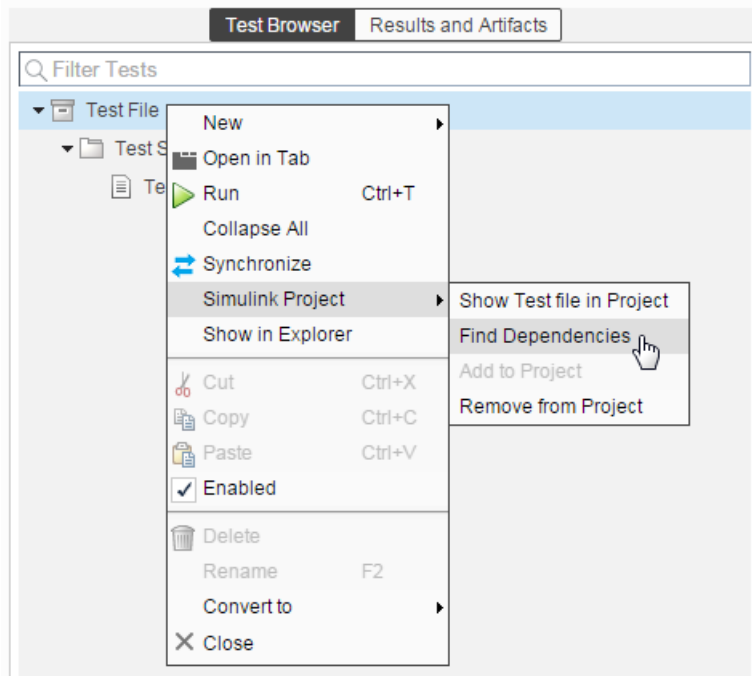 Test Browser Results and Artifacts
Filter Tests
Test File
Test S
Te
New
Open in Tab
Run Ctrl+T
Collapse All
Synchronize
Simulink Project
Show in Explorer
Cut Ctrl+X
Copy Ctrl+C
Paste Ctrl+V
Enabled
Delete
Rename F2
Convert to
Close
Show Test file in Project
Find Dependencies
Add to Project
Remove from Project